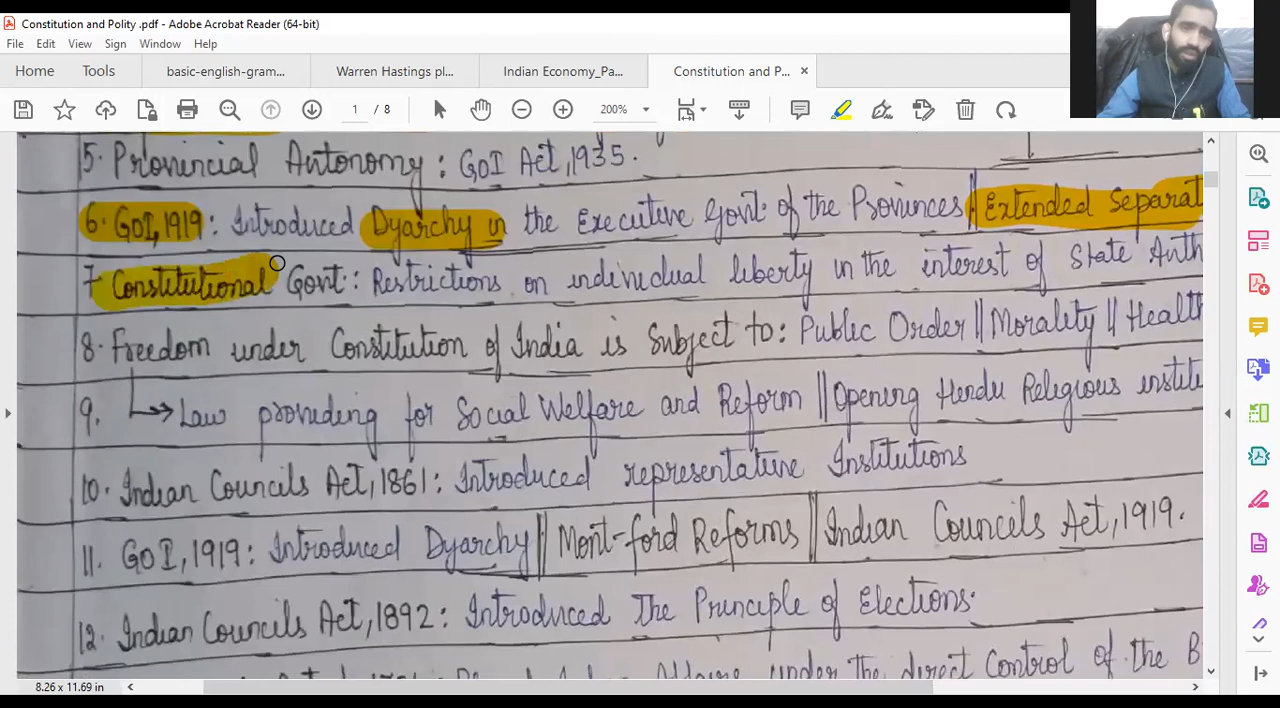 Constitution and Polity .pdf - Adobe Acrobat Reader (64-bit)
File Edit View Sign Window Help
Home Tools basic-english-gram... Warren Hastings pl... Indian Economy_Pa... Constitution and P... ×
1 / 8 200%
5. Provincial Autonomy : GOI Act, 1935.
6. GOI, 1919 : Introduced Dyarchy in the Executive Govt. of the Provinces || Extended Separat
7 Constitutional Govt : Restrictions on individual liberty in the interest of State Auth
8. Freedom under Constitution of India is Subject to : Public Order || Morality || Health
9. Law providing for Social Welfare and Reform || Opening Hendu Religious institu
10. Indian Councils Act, 1861 : Introduced representative Institutions
11. GOI, 1919 : Introduced Dyarchy || Mont-ford Reforms || Indian Councils Act, 1919.
12. Indian Councils Act, 1892 : Introduced the Principle of Elections.
under the direct Control of the B
8.26 x 11.69 in